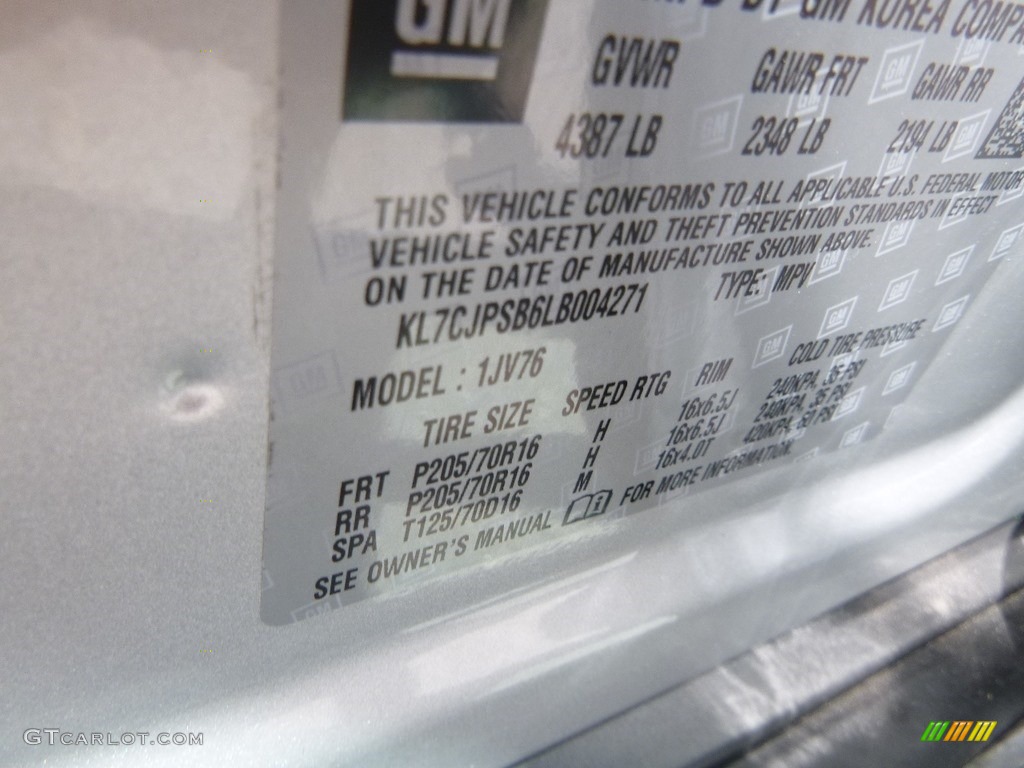 GM
BY GM KOREA
GVWR GAWR FRT GAWR RR
4387 LB 2348 LB 2194 LB
THIS VEHICLE CONFORMS TO ALL APPLICABLE U.S. FEDERAL MOTOR
VEHICLE SAFETY AND THEFT PREVENTION STANDARDS IN EFFECT
ON THE DATE OF MANUFACTURE SHOWN ABOVE.
KL7CJPSB6LB004271 TYPE: MPV
MODEL : 1JV76
TIRE SIZE SPEED RTG RIM COLD TIRE PRESSURE
FRT P205/70R16 H 16x6.5J 240KPA, 35 PSI
RR P205/70R16 H 16x6.5J 240KPA, 35 PSI
SPA T125/70D16 M 16x4.0T 420KPA, 60 PSI
SEE OWNER'S MANUAL FOR MORE INFORMATION.
GTCARLOT.COM